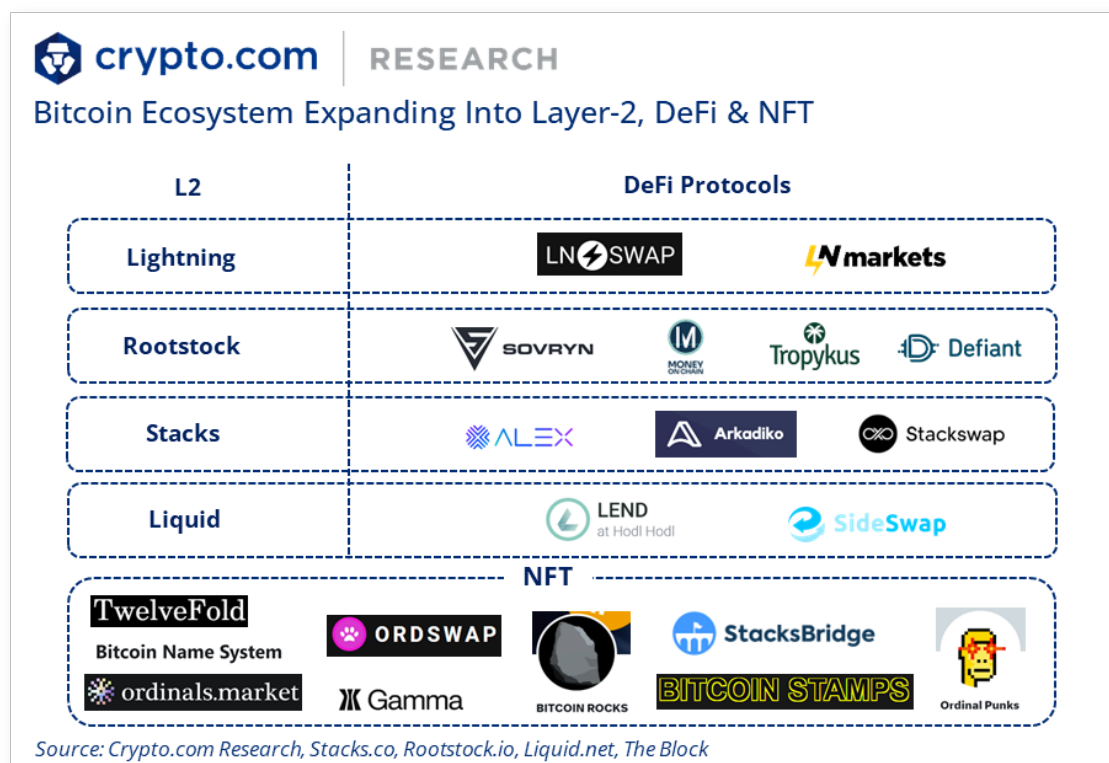 crypto.com | RESEARCH
Bitcoin Ecosystem Expanding Into Layer-2, DeFi & NFT
L2
DeFi Protocols
Lightning
LN SWAP
LN markets
Rootstock
SOVRYN
MONEY
ON CHAIN
Tropykus
Defiant
Stacks
ALEX
Arkadiko
Stackswap
Liquid
LEND
at Hodl Hodl
SideSwap
NFT
TwelveFold
Bitcoin Name System
ordinals.market
ORDSWAP
Gamma
BITCOIN ROCKS
StacksBridge
BITCOIN STAMPS
Ordinal Punks
Source: Crypto.com Research, Stacks.co, Rootstock.io, Liquid.net, The Block